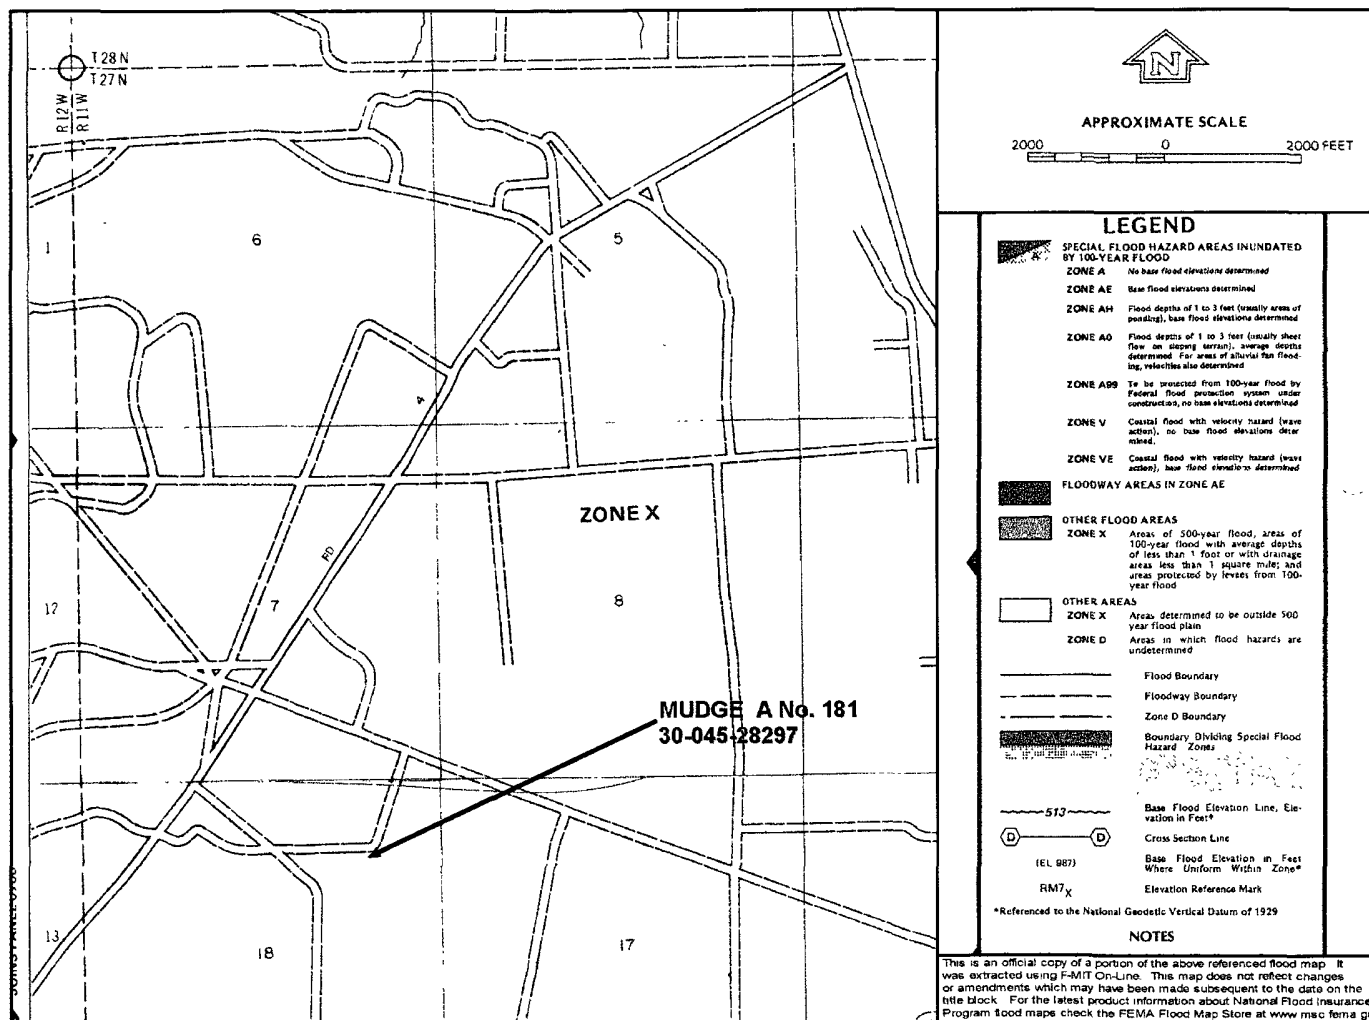 T28N
T27N
R12W
R11W
1
6
5
A
RD
ZONE X
12
7
8
MUDGE A No. 181
30-045-28297
13
18
17
N
APPROXIMATE SCALE
2000 0 2000 FEET
LEGEND
SPECIAL FLOOD HAZARD AREAS INUNDATED
BY 100-YEAR FLOOD
ZONE A No base flood elevations determined
ZONE AE Base flood elevations determined
ZONE AH Flood depths of 1 to 3 feet (usually areas of
ponding), base flood elevations determined
ZONE AO Flood depths of 1 to 3 feet (usually sheet
flow on sloping terrain), average depths
determined For areas of alluvial fan flood-
ing, velocities also determined
ZONE A99 To be protected from 100-year flood by
Federal flood protection system under
construction, no base elevations determined
ZONE V Coastal flood with velocity hazard (wave
action), no base flood elevations deter
mined,
ZONE VE Coastal flood with velocity hazard (wave
action), base flood elevations determined
FLOODWAY AREAS IN ZONE AE
OTHER FLOOD AREAS
ZONE X Areas of 500-year flood, areas of
100-year flood with average depths
of less than 1 foot or with drainage
areas less than 1 square mile; and
areas protected by levees from 100-
year flood
OTHER AREAS
ZONE X Areas determined to be outside 500
year flood plain
ZONE D Areas in which flood hazards are
undetermined
Flood Boundary
Floodway Boundary
Zone D Boundary
Boundary Dividing Special Flood
Hazard Zones
513 Base Flood Elevation Line, Ele-
vation in Feet*
D D Cross Section Line
(EL 987) Base Flood Elevation in Feet
Where Uniform Within Zone*
RM7X Elevation Reference Mark
*Referenced to the National Geodetic Vertical Datum of 1929
NOTES
This is an official copy of a portion of the above referenced flood map It
was extracted using F-MIT On-Line. This map does not reflect changes
or amendments which may have been made subsequent to the date on the
title block For the latest product information about National Flood Insurance
Program flood maps check the FEMA Flood Map Store at www msc fema g